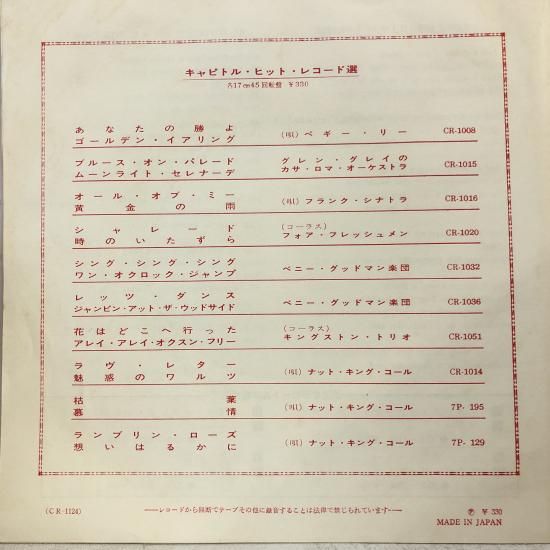 キャピトル・ヒット・レコード選
各17㎝45回転盤 ¥330
あなたの勝よ
ゴールデン・イアリング
(唄) ペギー・リー
CR-1008
ブルース・オン・パレード
ムーンライト・セレナーデ
グレン・グレイの
カサ・ロマ・オーケストラ
CR-1015
オール・オブ・ミー
黄金の雨
(唄) フランク・シナトラ
CR-1016
シャレード
時のいたずら
(コーラス)
フォア・フレッシュメン
CR-1020
シング・シング・シング
ワン・オクロック・ジャンプ
ベニー・グッドマン楽団
CR-1032
レッツ・ダンス
ジャンピン・アット・ザ・ウッドサイド
ベニー・グッドマン楽団
CR-1036
花はどこへ行った
アレイ・アレイ・オクスン・フリー
(コーラス)
キングストン・トリオ
CR-1051
ラヴ・レター
魅惑のワルツ
(唄) ナット・キング・コール
CR-1014
枯葉
慕情
(唄) ナット・キング・コール
7P-195
ランブリン・ローズ
想いはるかに
(唄) ナット・キング・コール
7P-129
(CR-1124)
──レコードから無断でテープその他に録音することは法律で禁じられています──
Ⓟ ¥330
MADE IN JAPAN